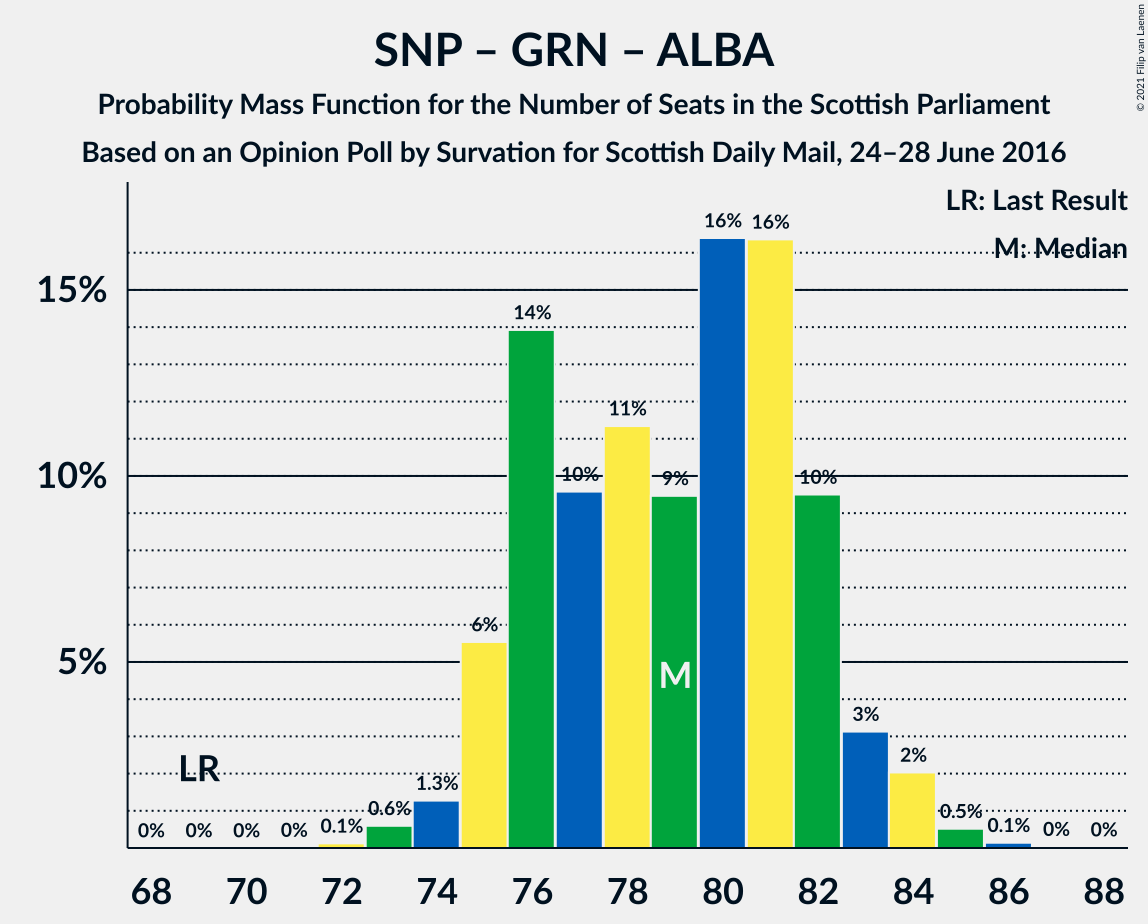 SNP – GRN – ALBA
Probability Mass Function for the Number of Seats in the Scottish Parliament
Based on an Opinion Poll by Survation for Scottish Daily Mail, 24–28 June 2016
© 2021 Filip van Laenen
LR: Last Result
M: Median
15%
10%
5%
16% 16%
14%
11%
10% 9% 10%
6%
M
3%
2%
LR
1.3%
0% 0% 0% 0% 0.1% 0.6% 0.5% 0.1% 0% 0%
68 70 72 74 76 78 80 82 84 86 88